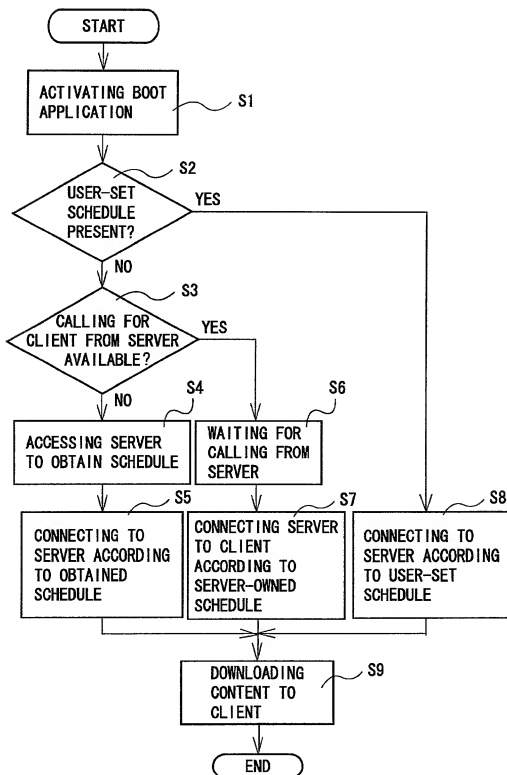 START
ACTIVATING BOOT
APPLICATION
S1
S2
USER-SET
SCHEDULE
PRESENT?
YES
NO
S3
CALLING FOR
CLIENT FROM SERVER
AVAILABLE?
YES
NO
S4
ACCESSING SERVER
TO OBTAIN SCHEDULE
S6
WAITING FOR
CALLING FROM
SERVER
S5
CONNECTING TO
SERVER ACCORDING
TO OBTAINED
SCHEDULE
S7
CONNECTING SERVER
TO CLIENT
ACCORDING TO
SERVER-OWNED
SCHEDULE
S8
CONNECTING TO
SERVER ACCORDING
TO USER-SET
SCHEDULE
S9
DOWNLOADING
CONTENT TO
CLIENT
END